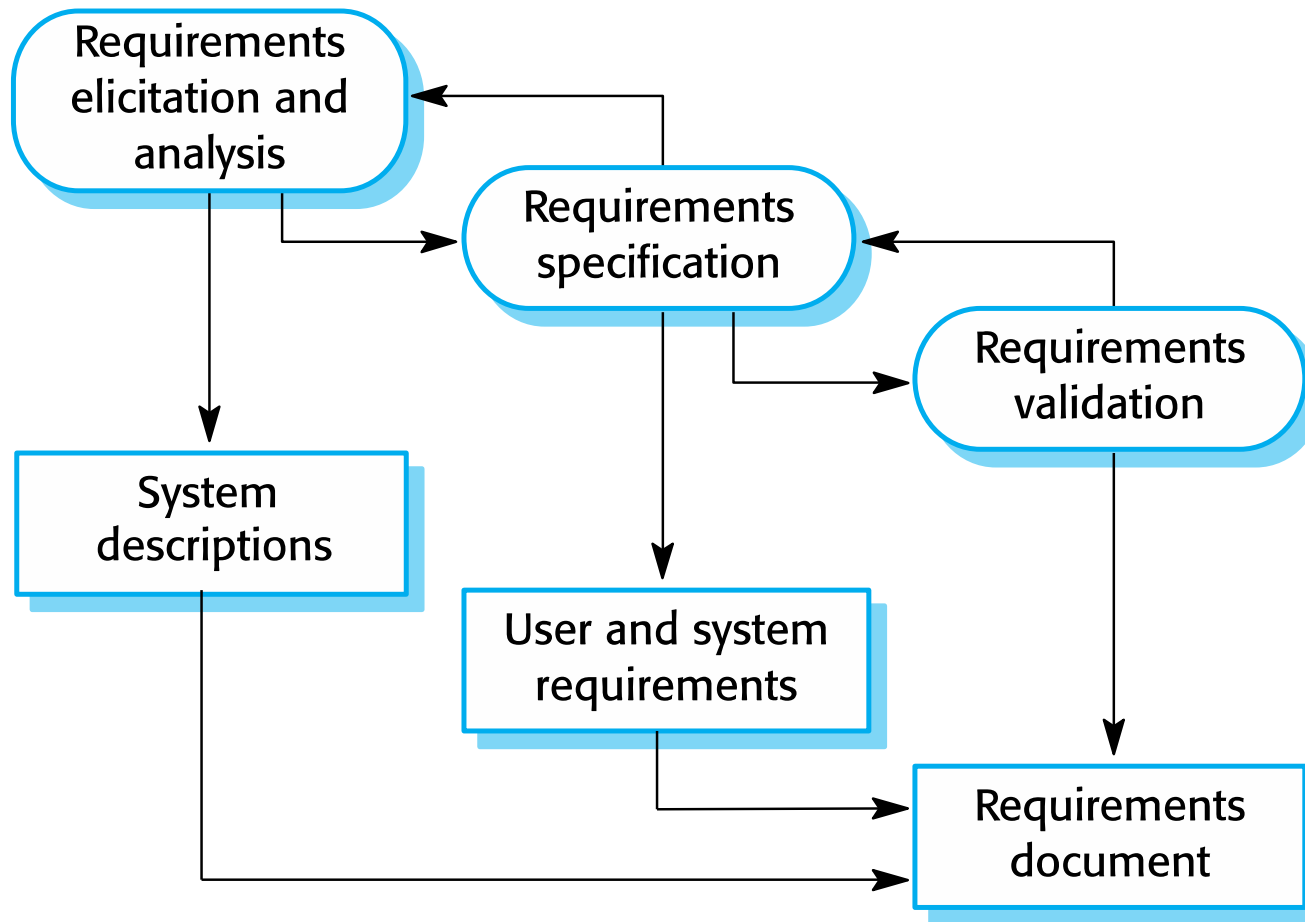 Requirements
elicitation and
analysis
Requirements
specification
Requirements
validation
System
descriptions
User and system
requirements
Requirements
document